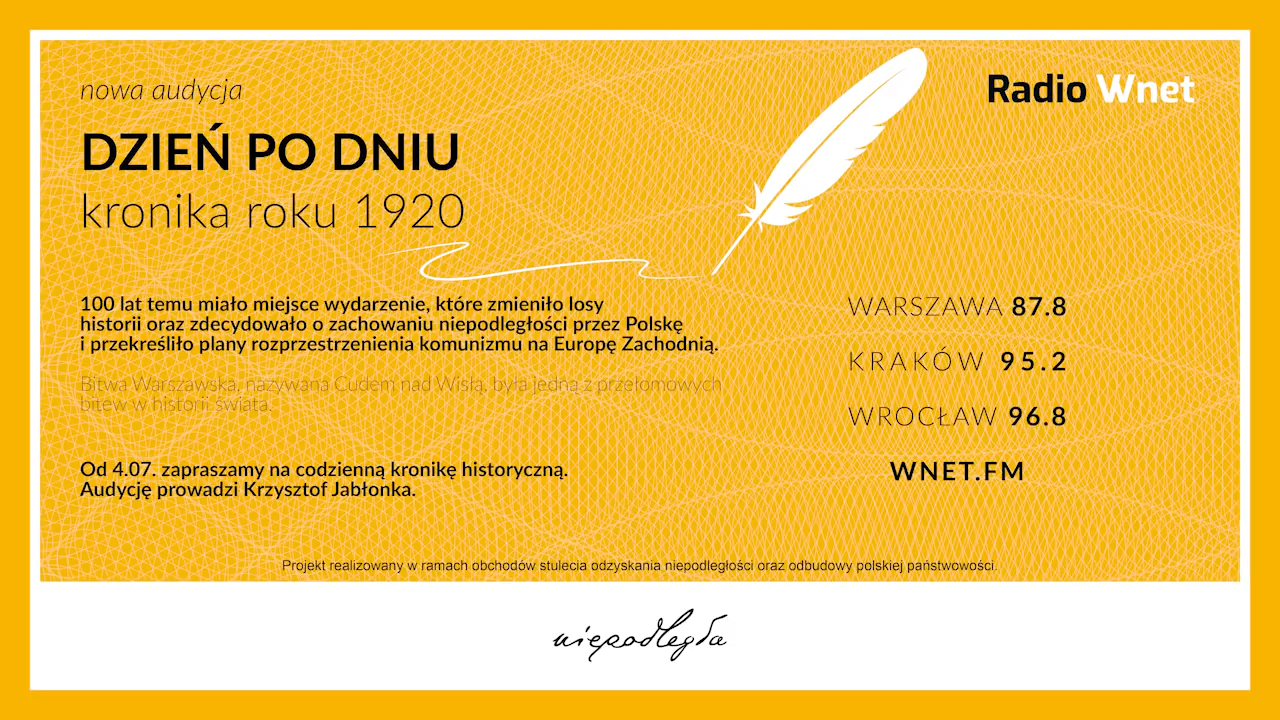 nowa audycja
Radio Wnet
DZIEŃ PO DNIU
kronika roku 1920
100 lat temu miało miejsce wydarzenie, które zmieniło losy
historii oraz zdecydowało o zachowaniu niepodległości przez Polskę
i przekreśliło plany rozprzestrzenienia komunizmu na Europę Zachodnią.
Bitwa Warszawska, nazywana Cudem nad Wisłą, była jedną z przełomowych
bitew w historii świata.
Od 4.07. zapraszamy na codzienną kronikę historyczną.
Audycję prowadzi Krzysztof Jabłonka.
WARSZAWA 87.8
KRAKÓW 95.2
WROCŁAW 96.8
WNET.FM
Projekt realizowany w ramach obchodów stulecia odzyskania niepodległości oraz odbudowy polskiej państwowości.
niepodległa